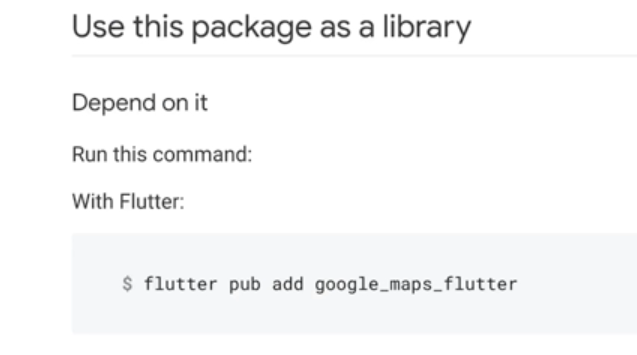 Use this package as a library
Depend on it
Run this command:
With Flutter:
$ flutter pub add google_maps_flutter